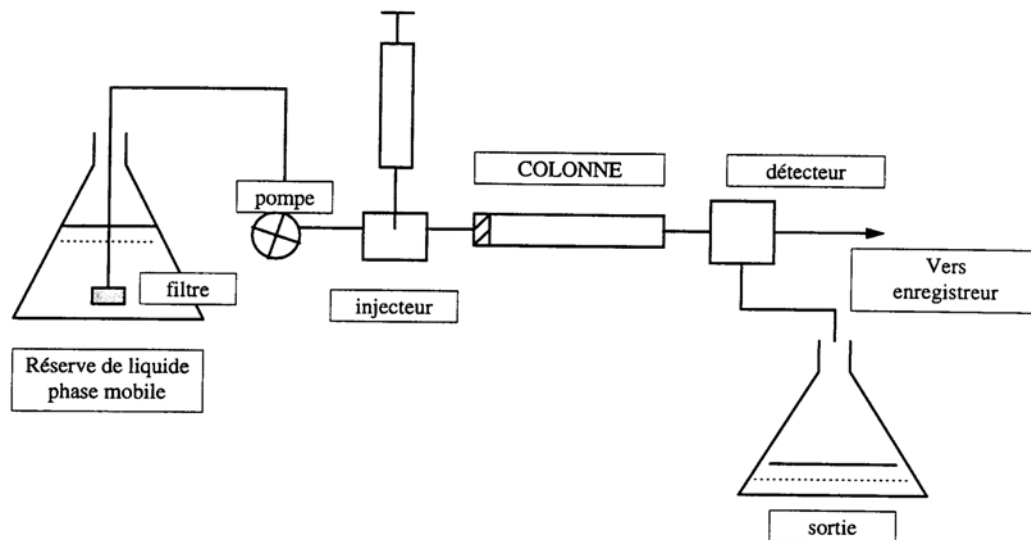 COLONNE
détecteur
pompe
filtre
injecteur
Vers
enregistreur
Réserve de liquide
phase mobile
sortie